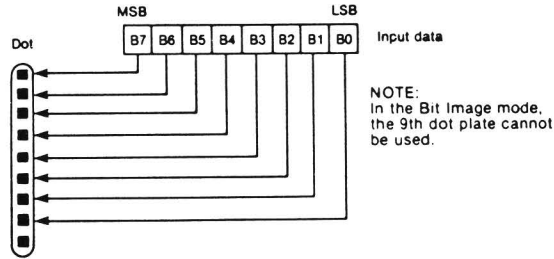 MSB LSB
B7 B6 B5 B4 B3 B2 B1 B0 Input data
Dot
NOTE:
In the Bit Image mode,
the 9th dot plate cannot
be used.